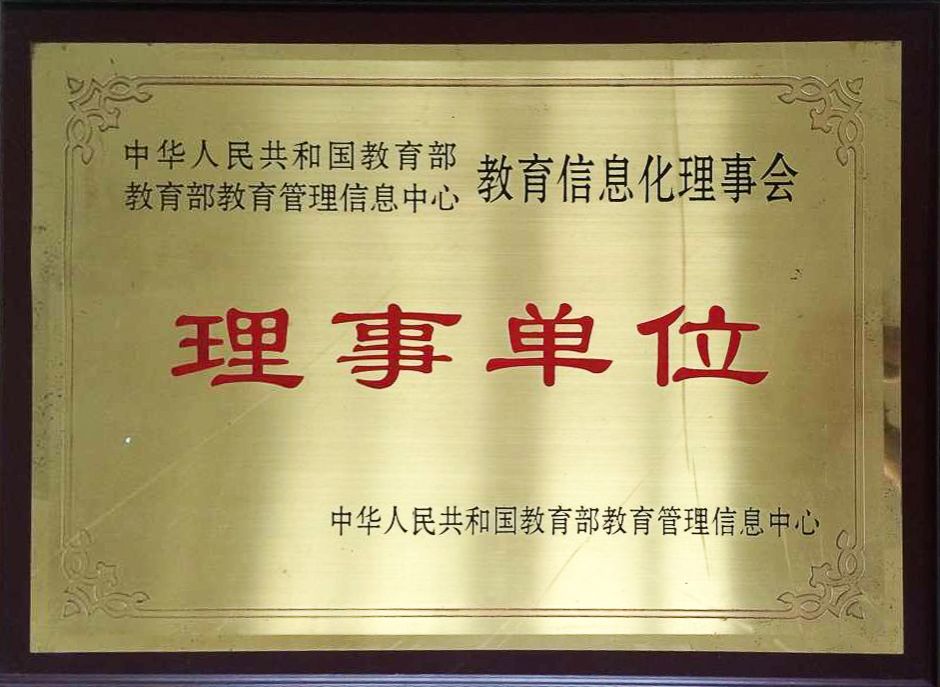 中华人民共和国教育部
教育部教育管理信息中心
教育信息化理事会
理事单位
中华人民共和国教育部教育管理信息中心